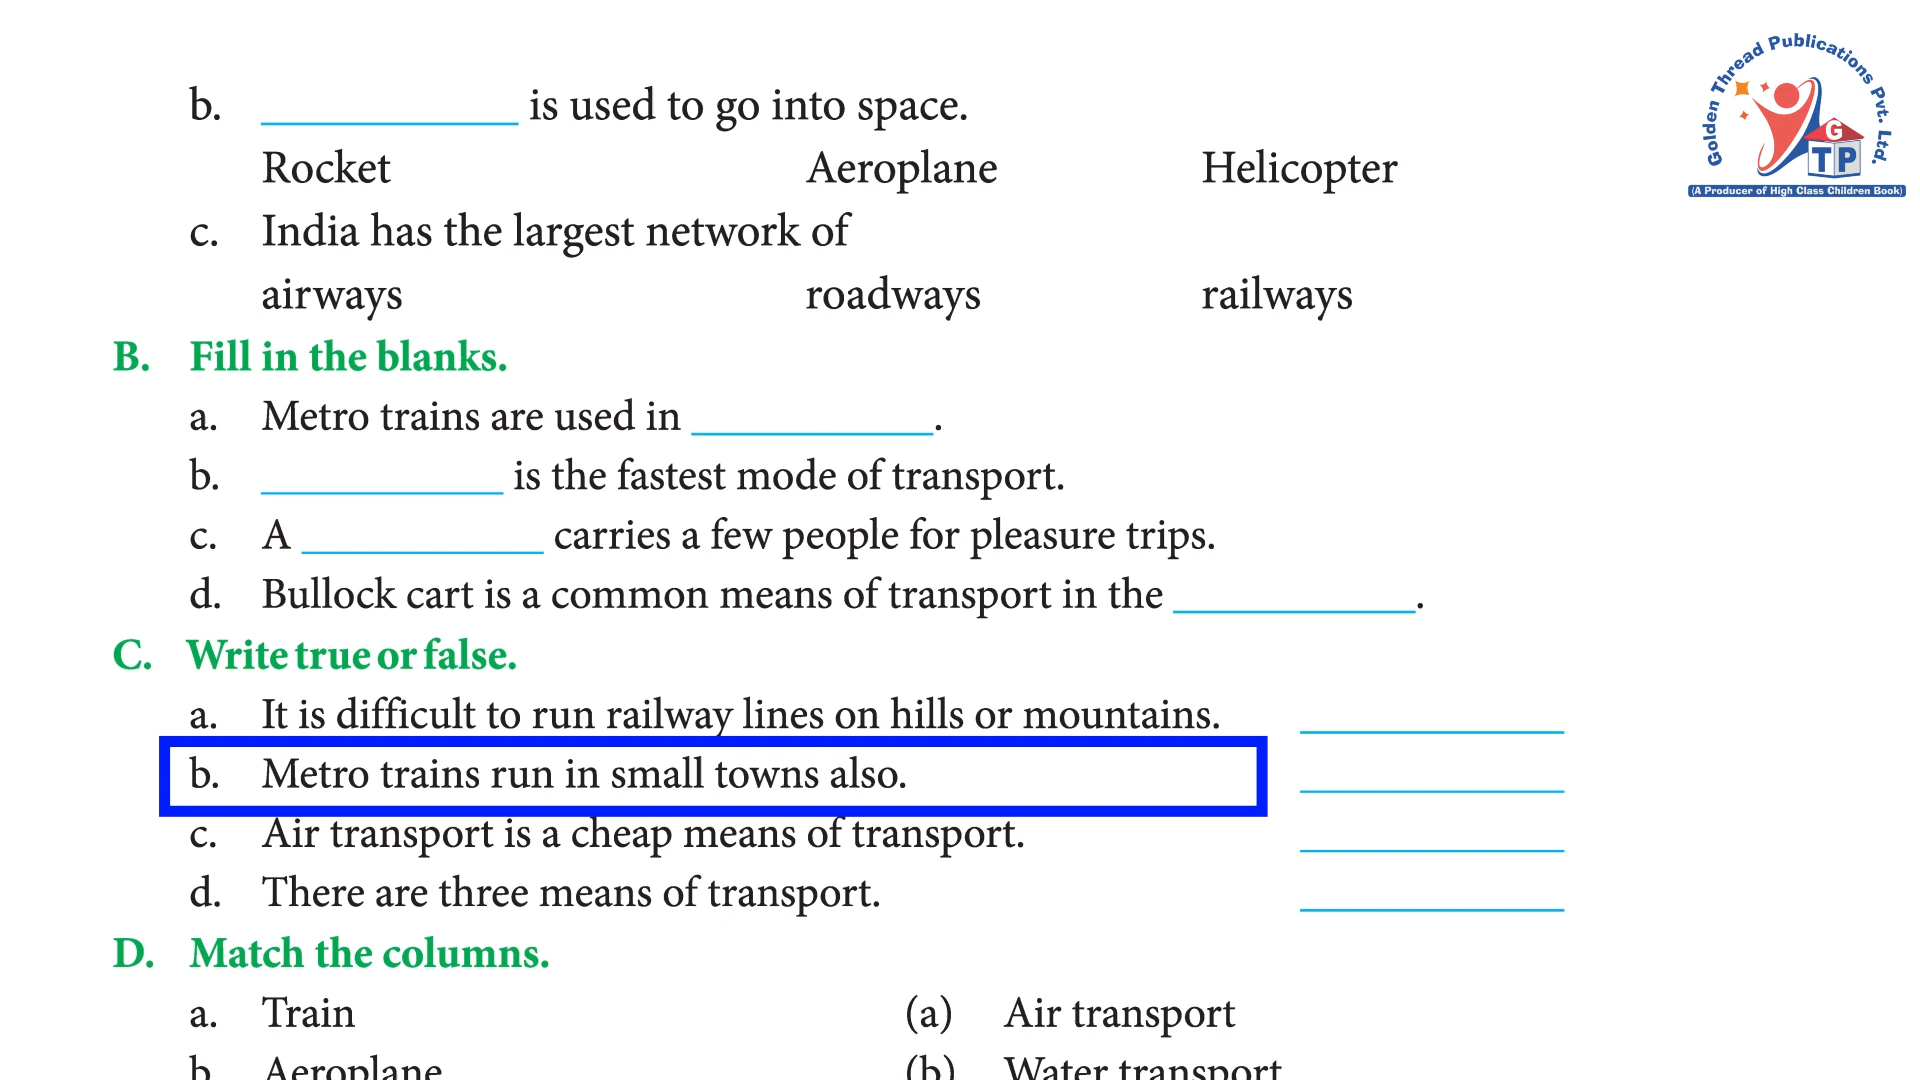 Golden Thread Publications Pvt. Ltd.
G
T P
(A Producer of High Class Children Book)
b. ____________ is used to go into space.
Rocket Aeroplane Helicopter
c. India has the largest network of
airways roadways railways
B. Fill in the blanks.
a. Metro trains are used in ____________.
b. ____________ is the fastest mode of transport.
c. A ____________ carries a few people for pleasure trips.
d. Bullock cart is a common means of transport in the ____________.
C. Write true or false.
a. It is difficult to run railway lines on hills or mountains. ____________
b. Metro trains run in small towns also. ____________
c. Air transport is a cheap means of transport. ____________
d. There are three means of transport. ____________
D. Match the columns.
a. Train (a) Air transport
b. Aeroplane (b) Water transport